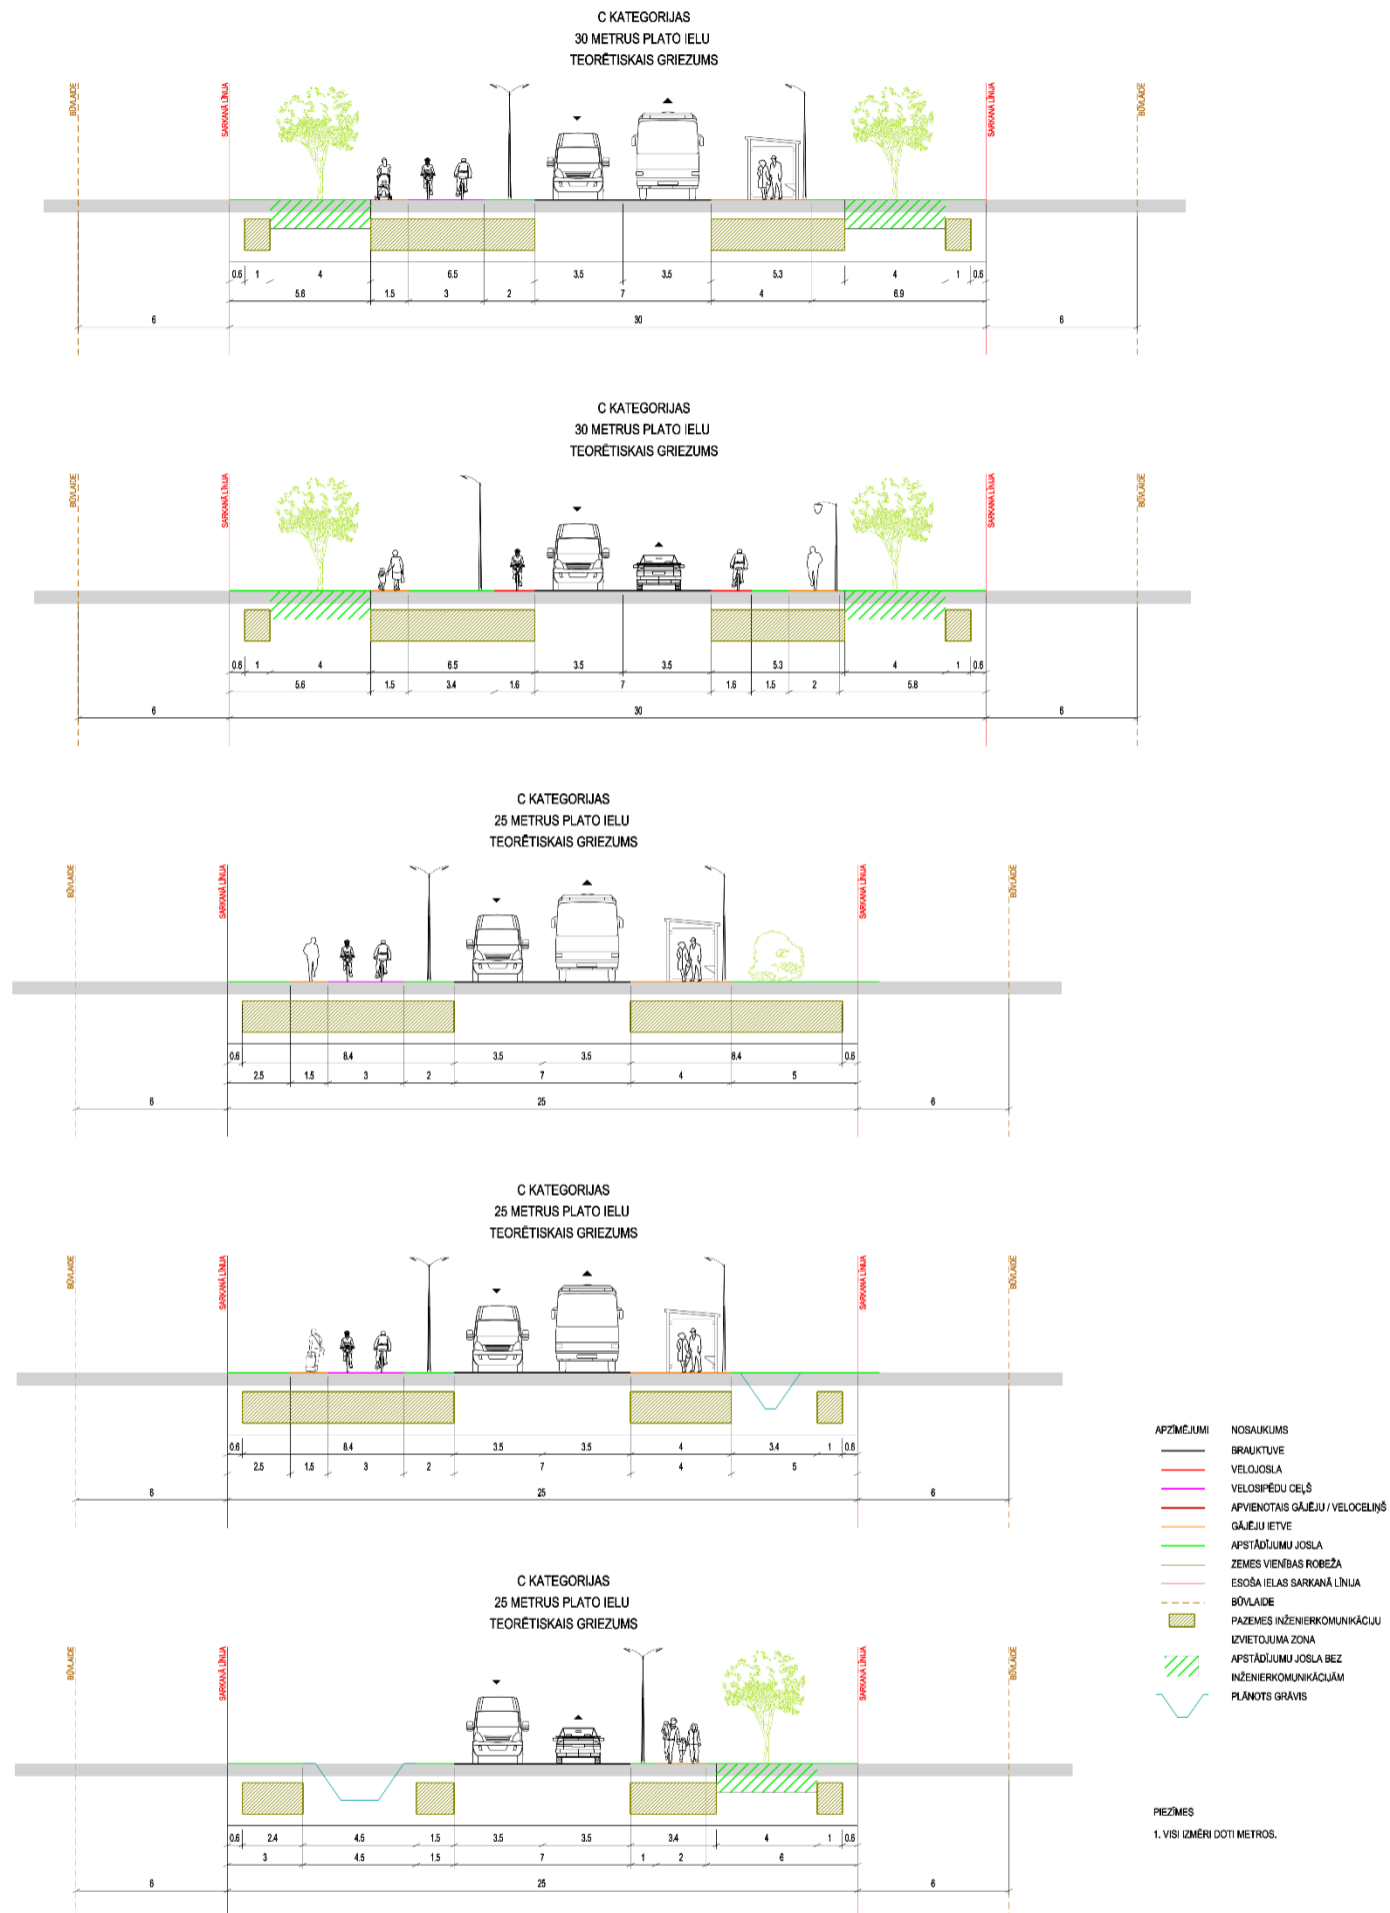 C KATEGORIJAS
30 METRUS PLATO IELU
TEORĒTISKAIS GRIEZUMS
BŪVLAIDE
SARKANĀ LĪNIJA
SARKANĀ LĪNIJA
BŪVLAIDE
0.6 1 4 6.5 3.5 3.5 5.3 4 1 0.6
5.6 1.5 3 2 7 4 6.9
6 30 6
C KATEGORIJAS
30 METRUS PLATO IELU
TEORĒTISKAIS GRIEZUMS
BŪVLAIDE
SARKANĀ LĪNIJA
SARKANĀ LĪNIJA
BŪVLAIDE
0.6 1 4 6.5 3.5 3.5 5.3 4 1 0.6
5.6 1.5 3.4 1.6 7 1.6 1.5 2 5.8
6 30 6
C KATEGORIJAS
25 METRUS PLATO IELU
TEORĒTISKAIS GRIEZUMS
BŪVLAIDE
SARKANĀ LĪNIJA
SARKANĀ LĪNIJA
BŪVLAIDE
0.6 8.4 3.5 3.5 8.4 0.6
2.5 1.5 3 2 7 4 5
6 25 6
C KATEGORIJAS
25 METRUS PLATO IELU
TEORĒTISKAIS GRIEZUMS
BŪVLAIDE
SARKANĀ LĪNIJA
SARKANĀ LĪNIJA
BŪVLAIDE
0.6 8.4 3.5 3.5 4 3.4 1 0.6
2.5 1.5 3 2 7 4 5
6 25 6
C KATEGORIJAS
25 METRUS PLATO IELU
TEORĒTISKAIS GRIEZUMS
BŪVLAIDE
SARKANĀ LĪNIJA
SARKANĀ LĪNIJA
BŪVLAIDE
0.6 2.4 4.5 1.5 3.5 3.5 3.4 4 1 0.6
3 4.5 1.5 7 1 2 6
6 25 6
APZĪMĒJUMI NOSAUKUMS
BRAUKTUVE
VELOJOSLA
VELOSIPĒDU CEĻŠ
APVIENOTAIS GĀJĒJU / VELOCELIŅŠ
GĀJĒJU IETVE
APSTĀDĪJUMU JOSLA
ZEMES VIENĪBAS ROBEŽA
ESOŠA IELAS SARKANĀ LĪNIJA
BŪVLAIDE
PAZEMES INŽENIERKOMUNIKĀCIJU
IZVIETOJUMA ZONA
APSTĀDĪJUMU JOSLA BEZ
INŽENIERKOMUNIKĀCIJĀM
PLĀNOTS GRĀVIS
PIEZĪMES
1. VISI IZMĒRI DOTI METROS.